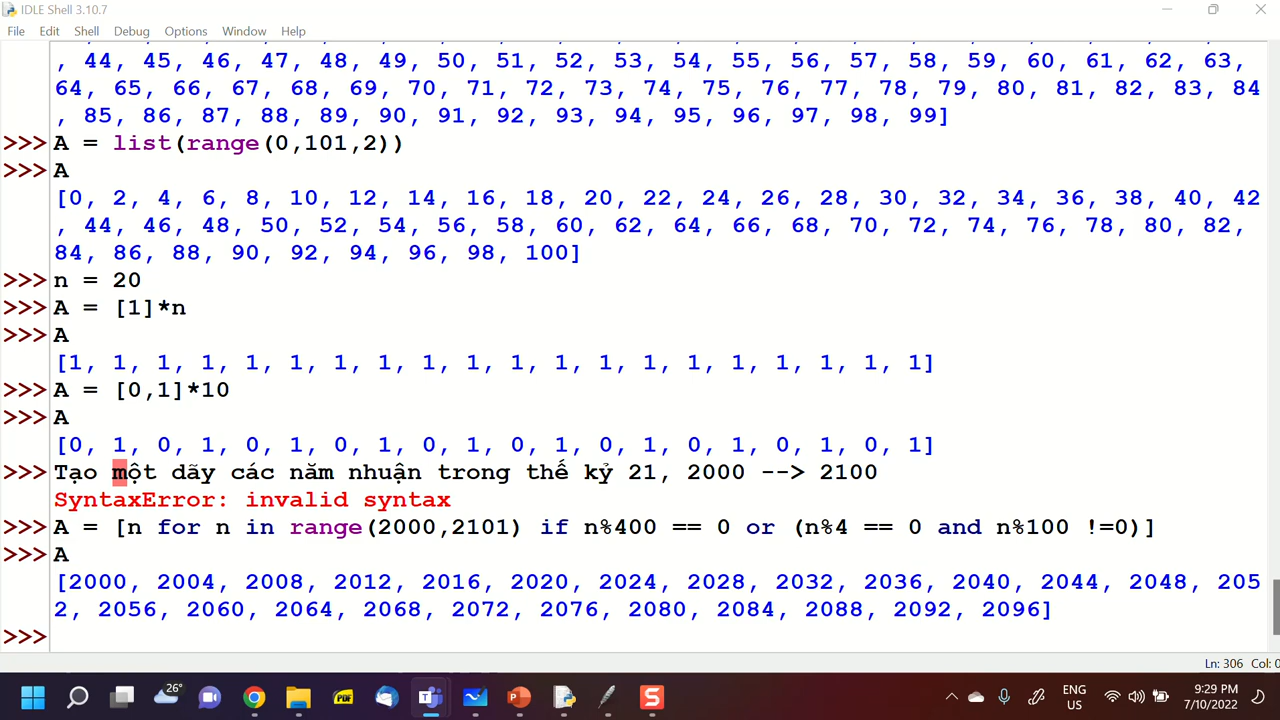 IDLE Shell 3.10.7
File Edit Shell Debug Options Window Help
, 44, 45, 46, 47, 48, 49, 50, 51, 52, 53, 54, 55, 56, 57, 58, 59, 60, 61, 62, 63,
64, 65, 66, 67, 68, 69, 70, 71, 72, 73, 74, 75, 76, 77, 78, 79, 80, 81, 82, 83, 84
, 85, 86, 87, 88, 89, 90, 91, 92, 93, 94, 95, 96, 97, 98, 99]
>>> A = list(range(0,101,2))
>>> A
[0, 2, 4, 6, 8, 10, 12, 14, 16, 18, 20, 22, 24, 26, 28, 30, 32, 34, 36, 38, 40, 42
, 44, 46, 48, 50, 52, 54, 56, 58, 60, 62, 64, 66, 68, 70, 72, 74, 76, 78, 80, 82,
84, 86, 88, 90, 92, 94, 96, 98, 100]
>>> n = 20
>>> A = [1]*n
>>> A
[1, 1, 1, 1, 1, 1, 1, 1, 1, 1, 1, 1, 1, 1, 1, 1, 1, 1, 1, 1]
>>> A = [0,1]*10
>>> A
[0, 1, 0, 1, 0, 1, 0, 1, 0, 1, 0, 1, 0, 1, 0, 1, 0, 1, 0, 1]
>>> Tạo một dãy các năm nhuận trong thế kỷ 21, 2000 --> 2100
SyntaxError: invalid syntax
>>> A = [n for n in range(2000,2101) if n%400 == 0 or (n%4 == 0 and n%100 !=0)]
>>> A
[2000, 2004, 2008, 2012, 2016, 2020, 2024, 2028, 2032, 2036, 2040, 2044, 2048, 205
2, 2056, 2060, 2064, 2068, 2072, 2076, 2080, 2084, 2088, 2092, 2096]
>>>
Ln: 306 Col: 0
26°
PDF
ENG
US
9:29 PM
7/10/2022